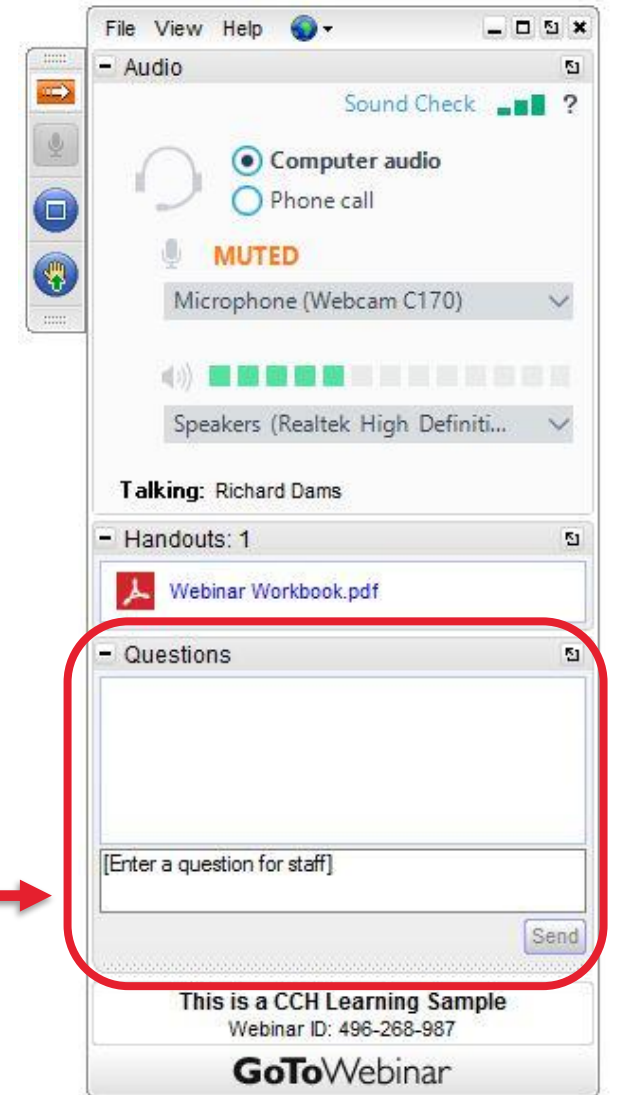 File View Help
Audio
Sound Check ?
Computer audio
Phone call
MUTED
Microphone (Webcam C170)
Speakers (Realtek High Definiti...
Talking: Richard Dams
Handouts: 1
Webinar Workbook.pdf
Questions
[Enter a question for staff]
Send
This is a CCH Learning Sample
Webinar ID: 496-268-987
GoToWebinar